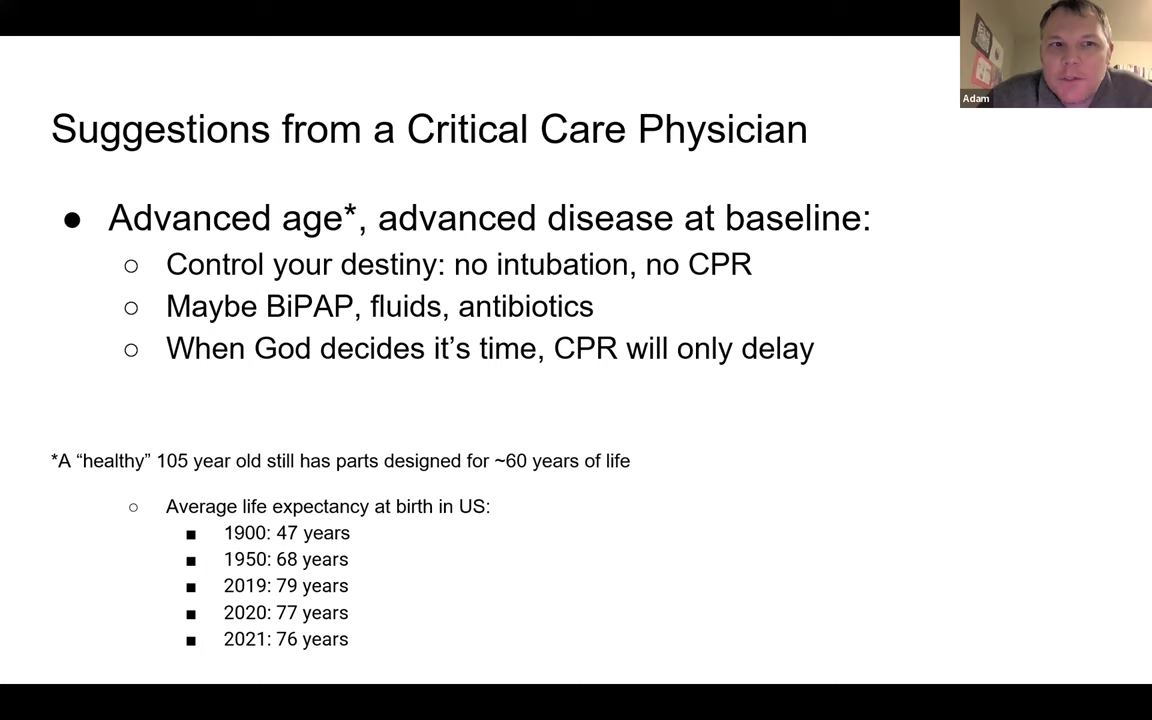 Adam
Suggestions from a Critical Care Physician
● Advanced age*, advanced disease at baseline:
○ Control your destiny: no intubation, no CPR
○ Maybe BiPAP, fluids, antibiotics
○ When God decides it’s time, CPR will only delay
*A “healthy” 105 year old still has parts designed for ~60 years of life
○ Average life expectancy at birth in US:
■ 1900: 47 years
■ 1950: 68 years
■ 2019: 79 years
■ 2020: 77 years
■ 2021: 76 years